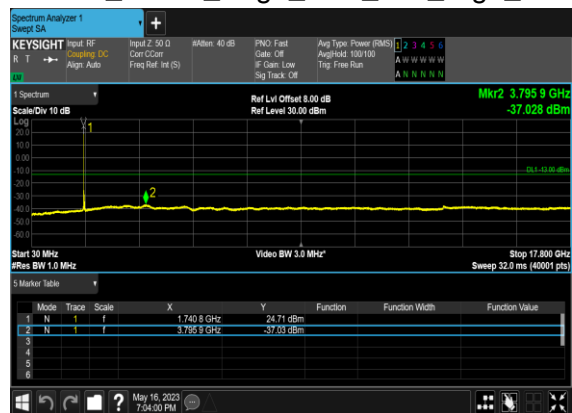 Spectrum Analyzer 1
Swept SA
+
KEYSIGHT Input: RF Input Z: 50 Ω #Atten: 40 dB PNO: Fast Avg Type: Power (RMS) 1 2 3 4 5 6
R T Coupling: DC Corr CCorr Gate: Off Avg|Hold: 100/100 A W W W W W
Align: Auto Freq Ref: Int (S) IF Gain: Low Trig: Free Run
Sig Track: Off A N N N N N
1 Spectrum Ref Lvl Offset 8.00 dB Mkr2 3.795 9 GHz
Scale/Div 10 dB Ref Level 30.00 dBm -37.028 dBm
Log
1
20.0
10.0
0.00
-10.0 DL1 -13.00 dBm
-20.0
-30.0 2
-40.0
-50.0
-60.0
Start 30 MHz Video BW 3.0 MHz* Stop 17.800 GHz
#Res BW 1.0 MHz Sweep 32.0 ms (40001 pts)
5 Marker Table
Mode Trace Scale X Y Function Function Width Function Value
1 N 1 f 1.740 8 GHz 24.71 dBm
2 N 1 f 3.795 9 GHz -37.03 dBm
3
4
5
6
? May 16, 2023
7:04:00 PM